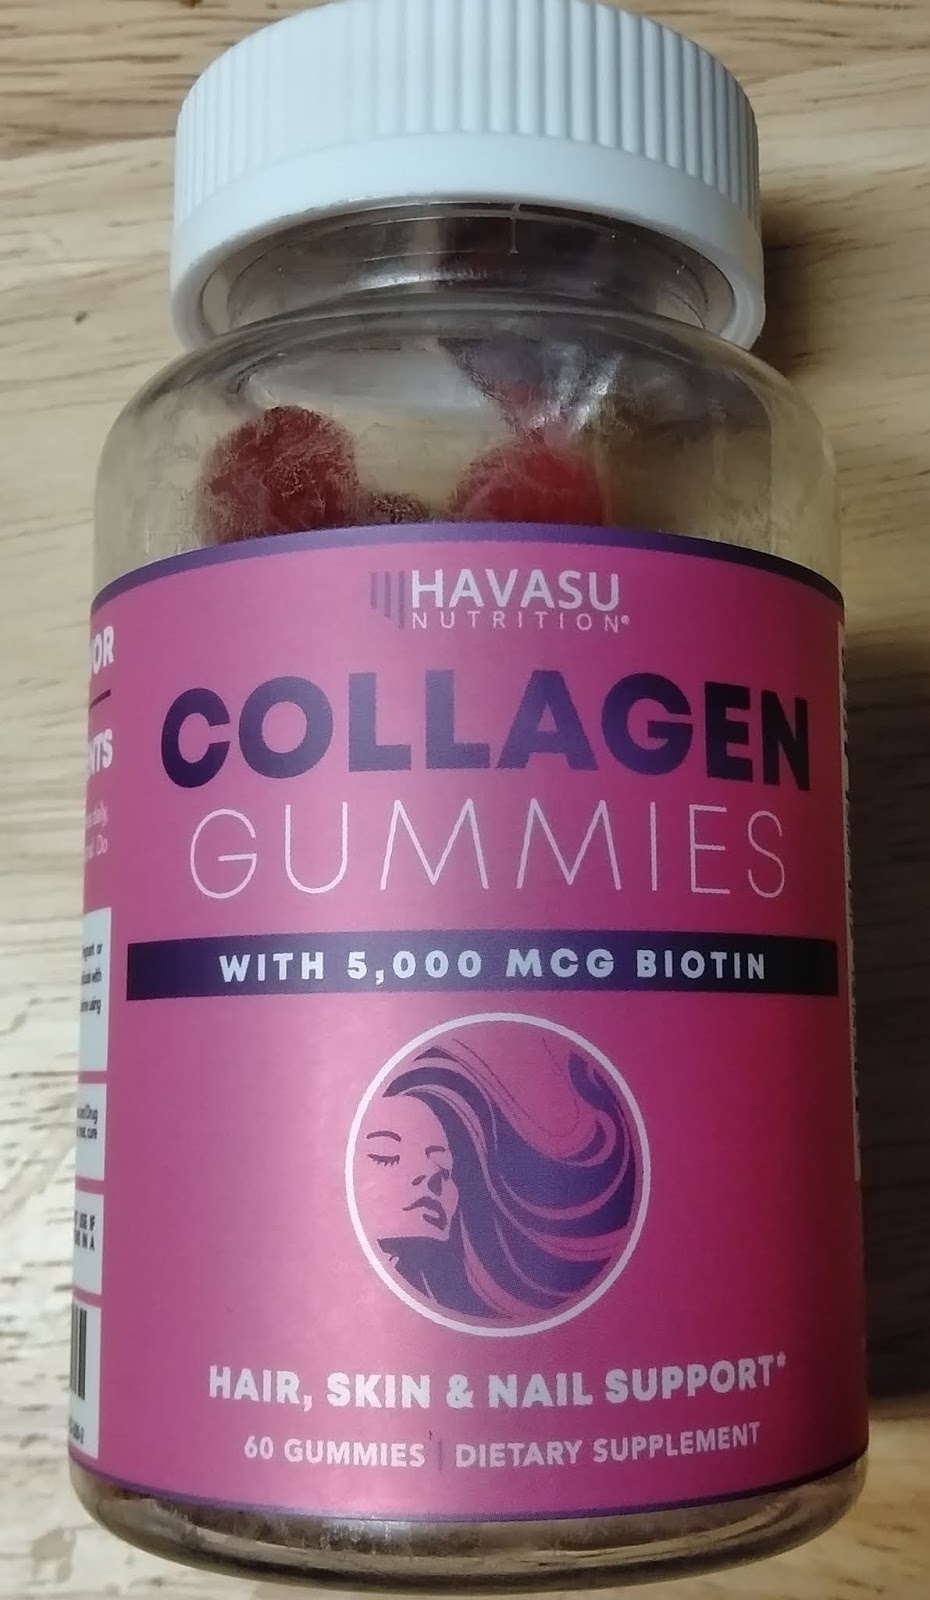 HAVASU
NUTRITION®
COLLAGEN
GUMMIES
WITH 5,000 MCG BIOTIN
HAIR, SKIN & NAIL SUPPORT*
60 GUMMIES | DIETARY SUPPLEMENT